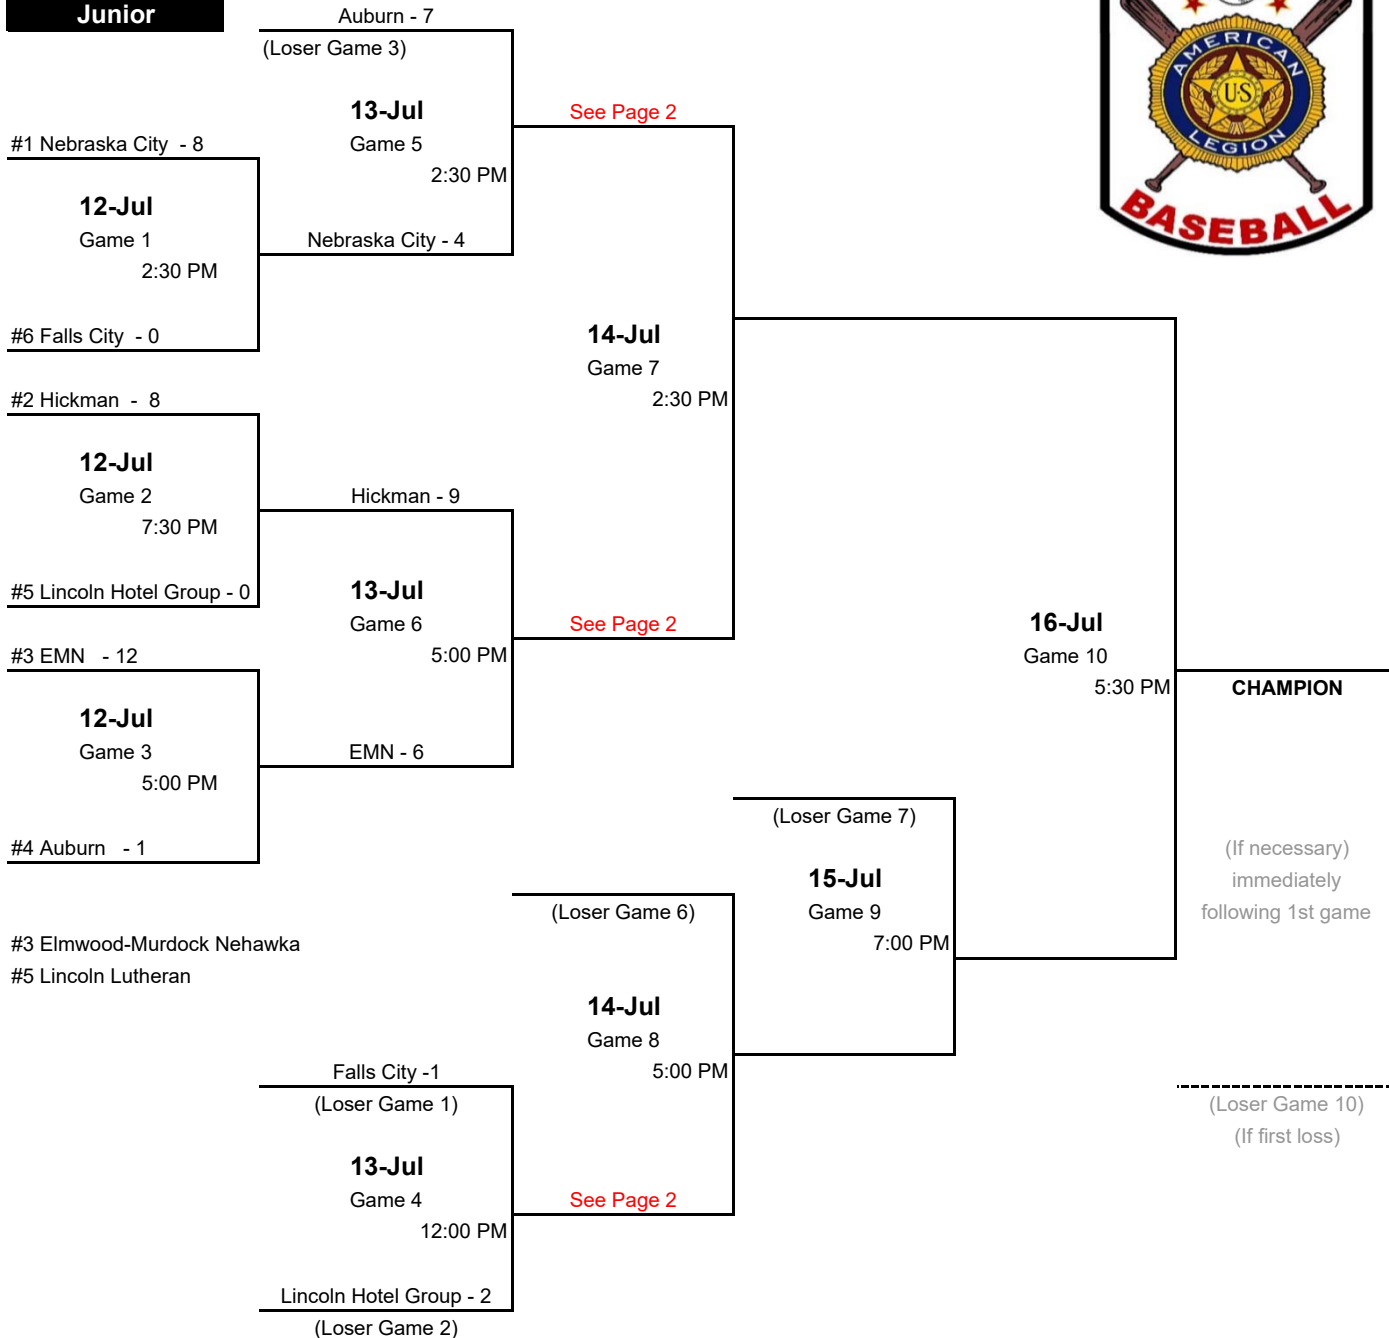 Junior
Auburn - 7
(Loser Game 3)
13-Jul
Game 5
2:30 PM
See Page 2
#1 Nebraska City - 8
12-Jul
Game 1
2:30 PM
Nebraska City - 4
#6 Falls City - 0
14-Jul
Game 7
2:30 PM
#2 Hickman - 8
12-Jul
Game 2
7:30 PM
Hickman - 9
#5 Lincoln Hotel Group - 0
13-Jul
Game 6
5:00 PM
See Page 2
#3 EMN - 12
12-Jul
Game 3
5:00 PM
EMN - 6
#4 Auburn - 1
16-Jul
Game 10
5:30 PM
CHAMPION
(Loser Game 7)
15-Jul
Game 9
7:00 PM
(If necessary)
immediately
following 1st game
(Loser Game 6)
#3 Elmwood-Murdock Nehawka
#5 Lincoln Lutheran
14-Jul
Game 8
5:00 PM
Falls City -1
(Loser Game 1)
13-Jul
Game 4
12:00 PM
See Page 2
Lincoln Hotel Group - 2
(Loser Game 2)
(Loser Game 10)
(If first loss)
AMERICAN
U.S
LEGION
BASEBALL